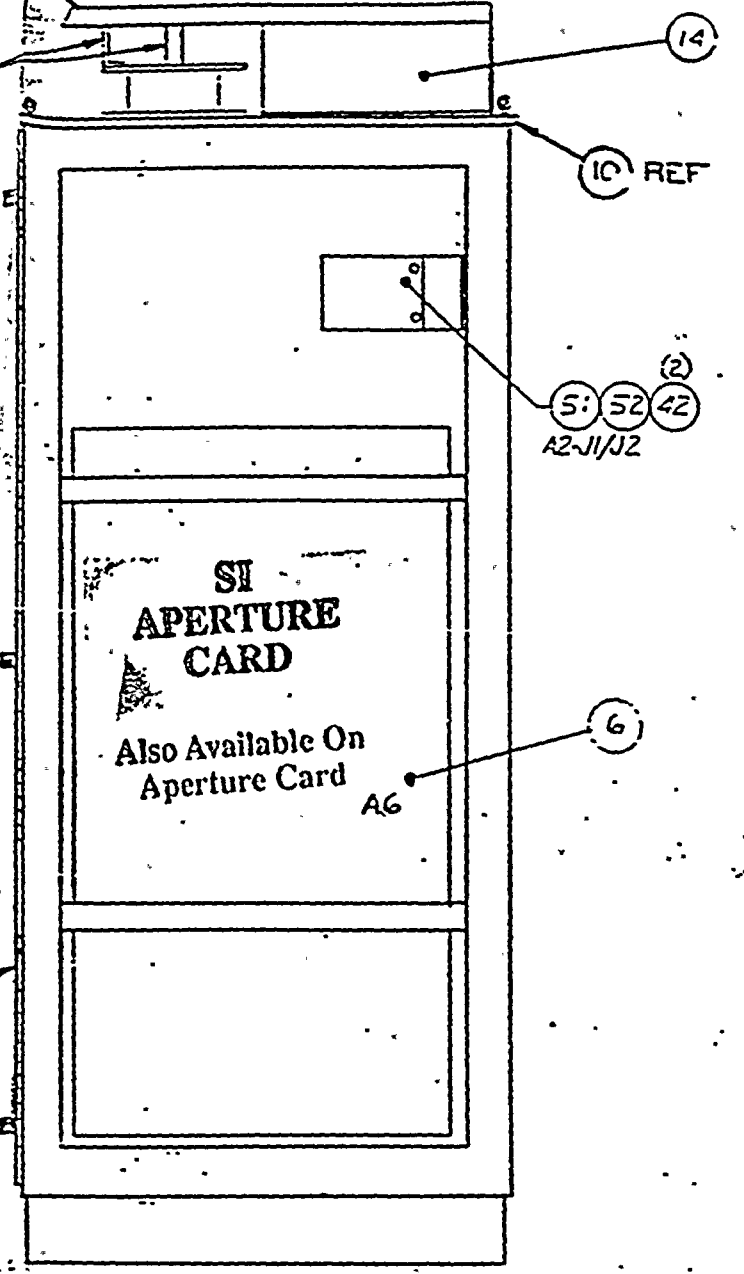 14
10 REF
(2)
51 52 42
A2-J1/J2
SI
APERTURE
CARD
Also Available On
Aperture Card
6
A6